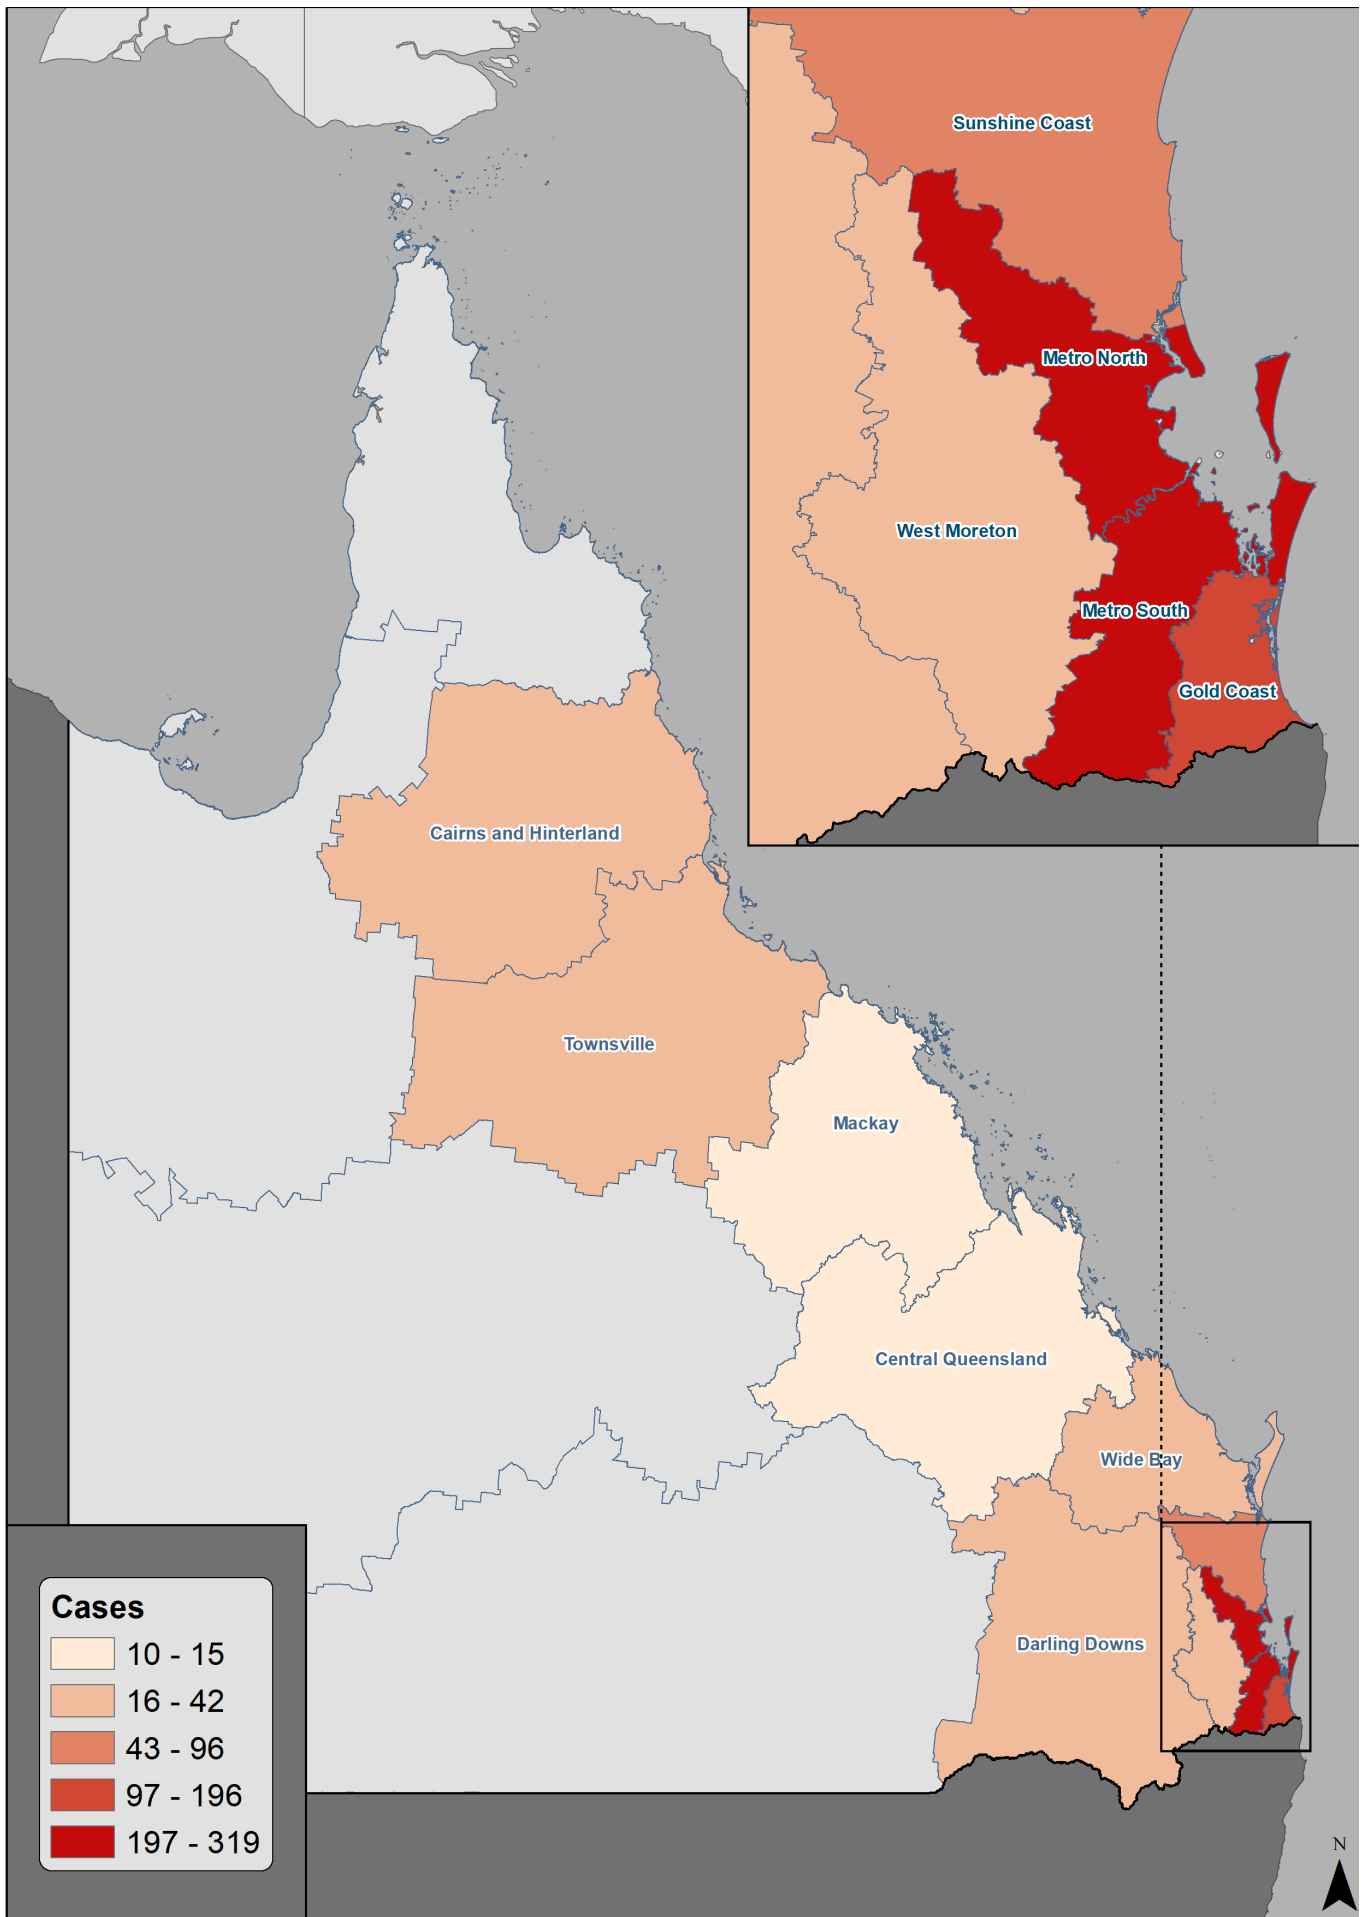 Sunshine Coast
Metro North
West Moreton
Metro South
Gold Coast
Cairns and Hinterland
Townsville
Mackay
Central Queensland
Wide Bay
Darling Downs
Cases
10 - 15
16 - 42
43 - 96
97 - 196
197 - 319
N